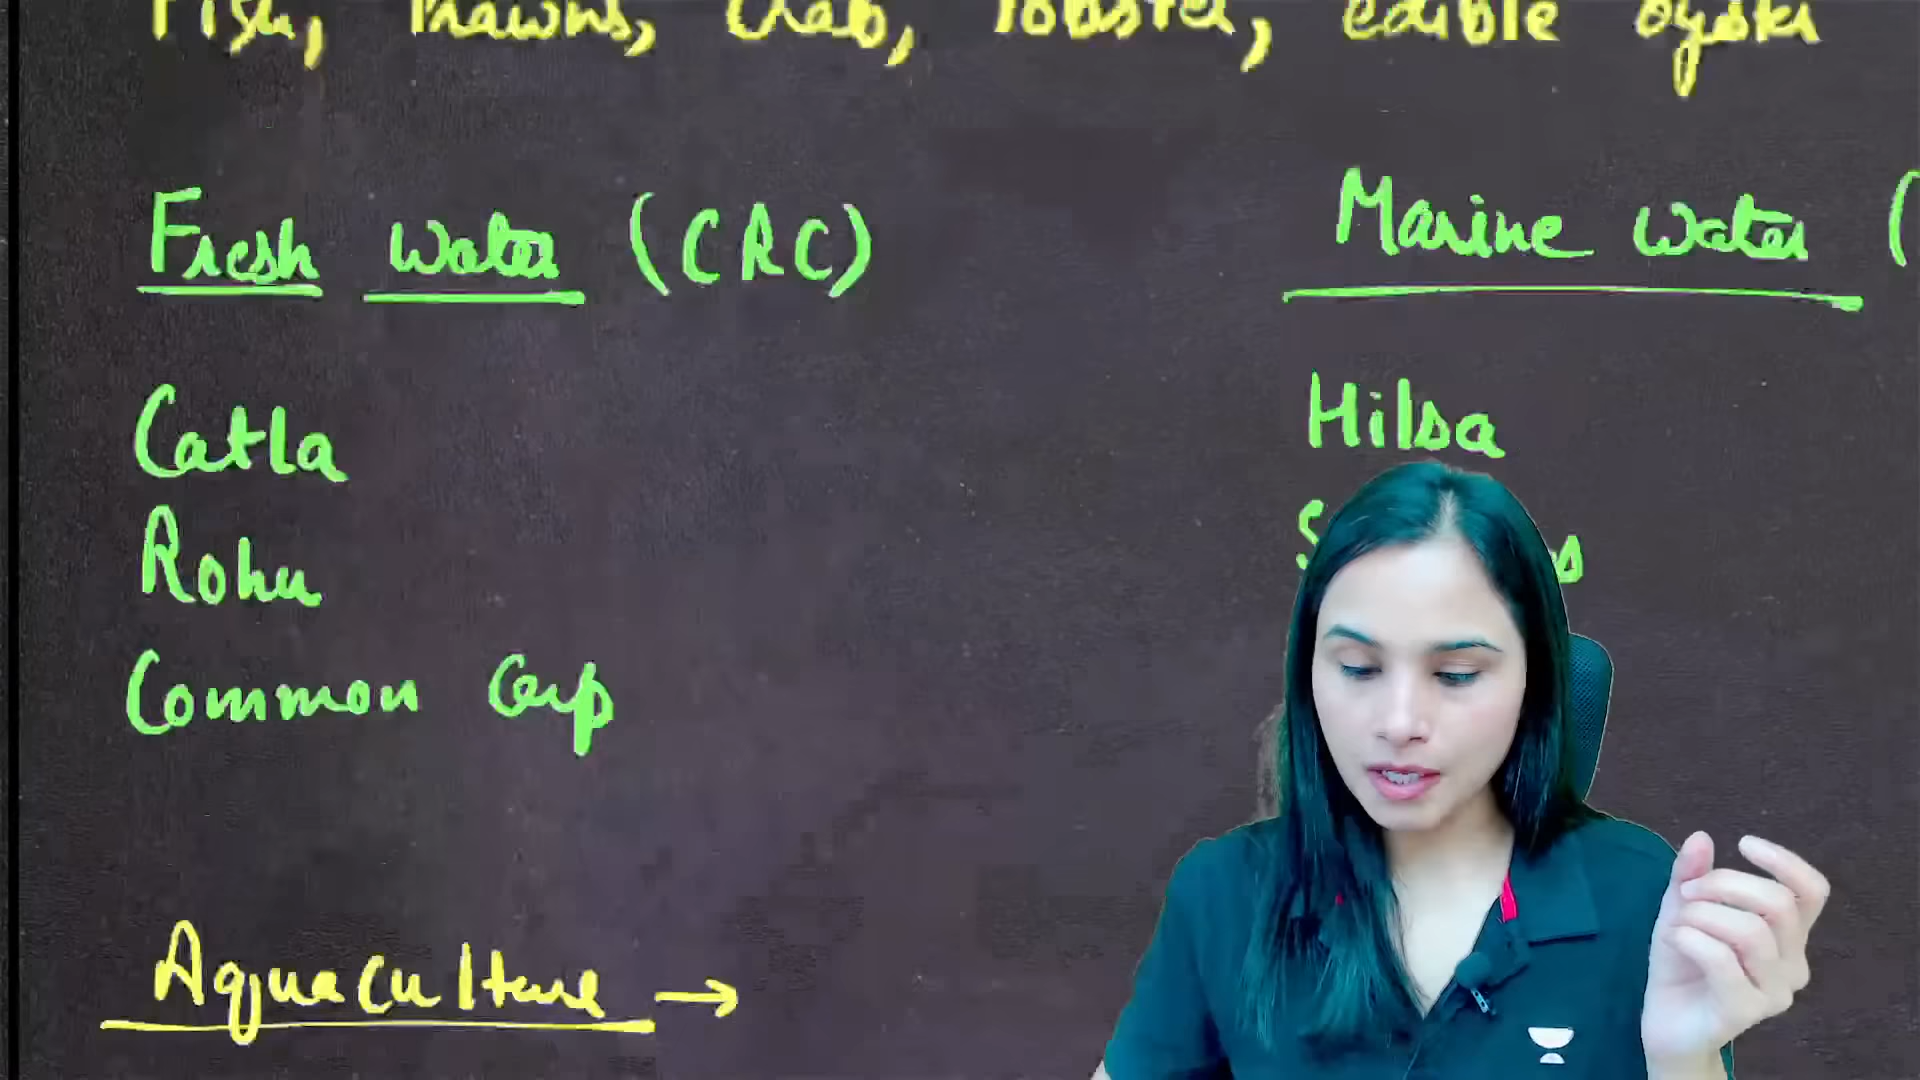 Fish, Prawns, Crab, lobster, edible oyster
Fresh water (CRC)
Catla
Rohu
Common Carp
Marine water (
Hilsa
Aquaculture →